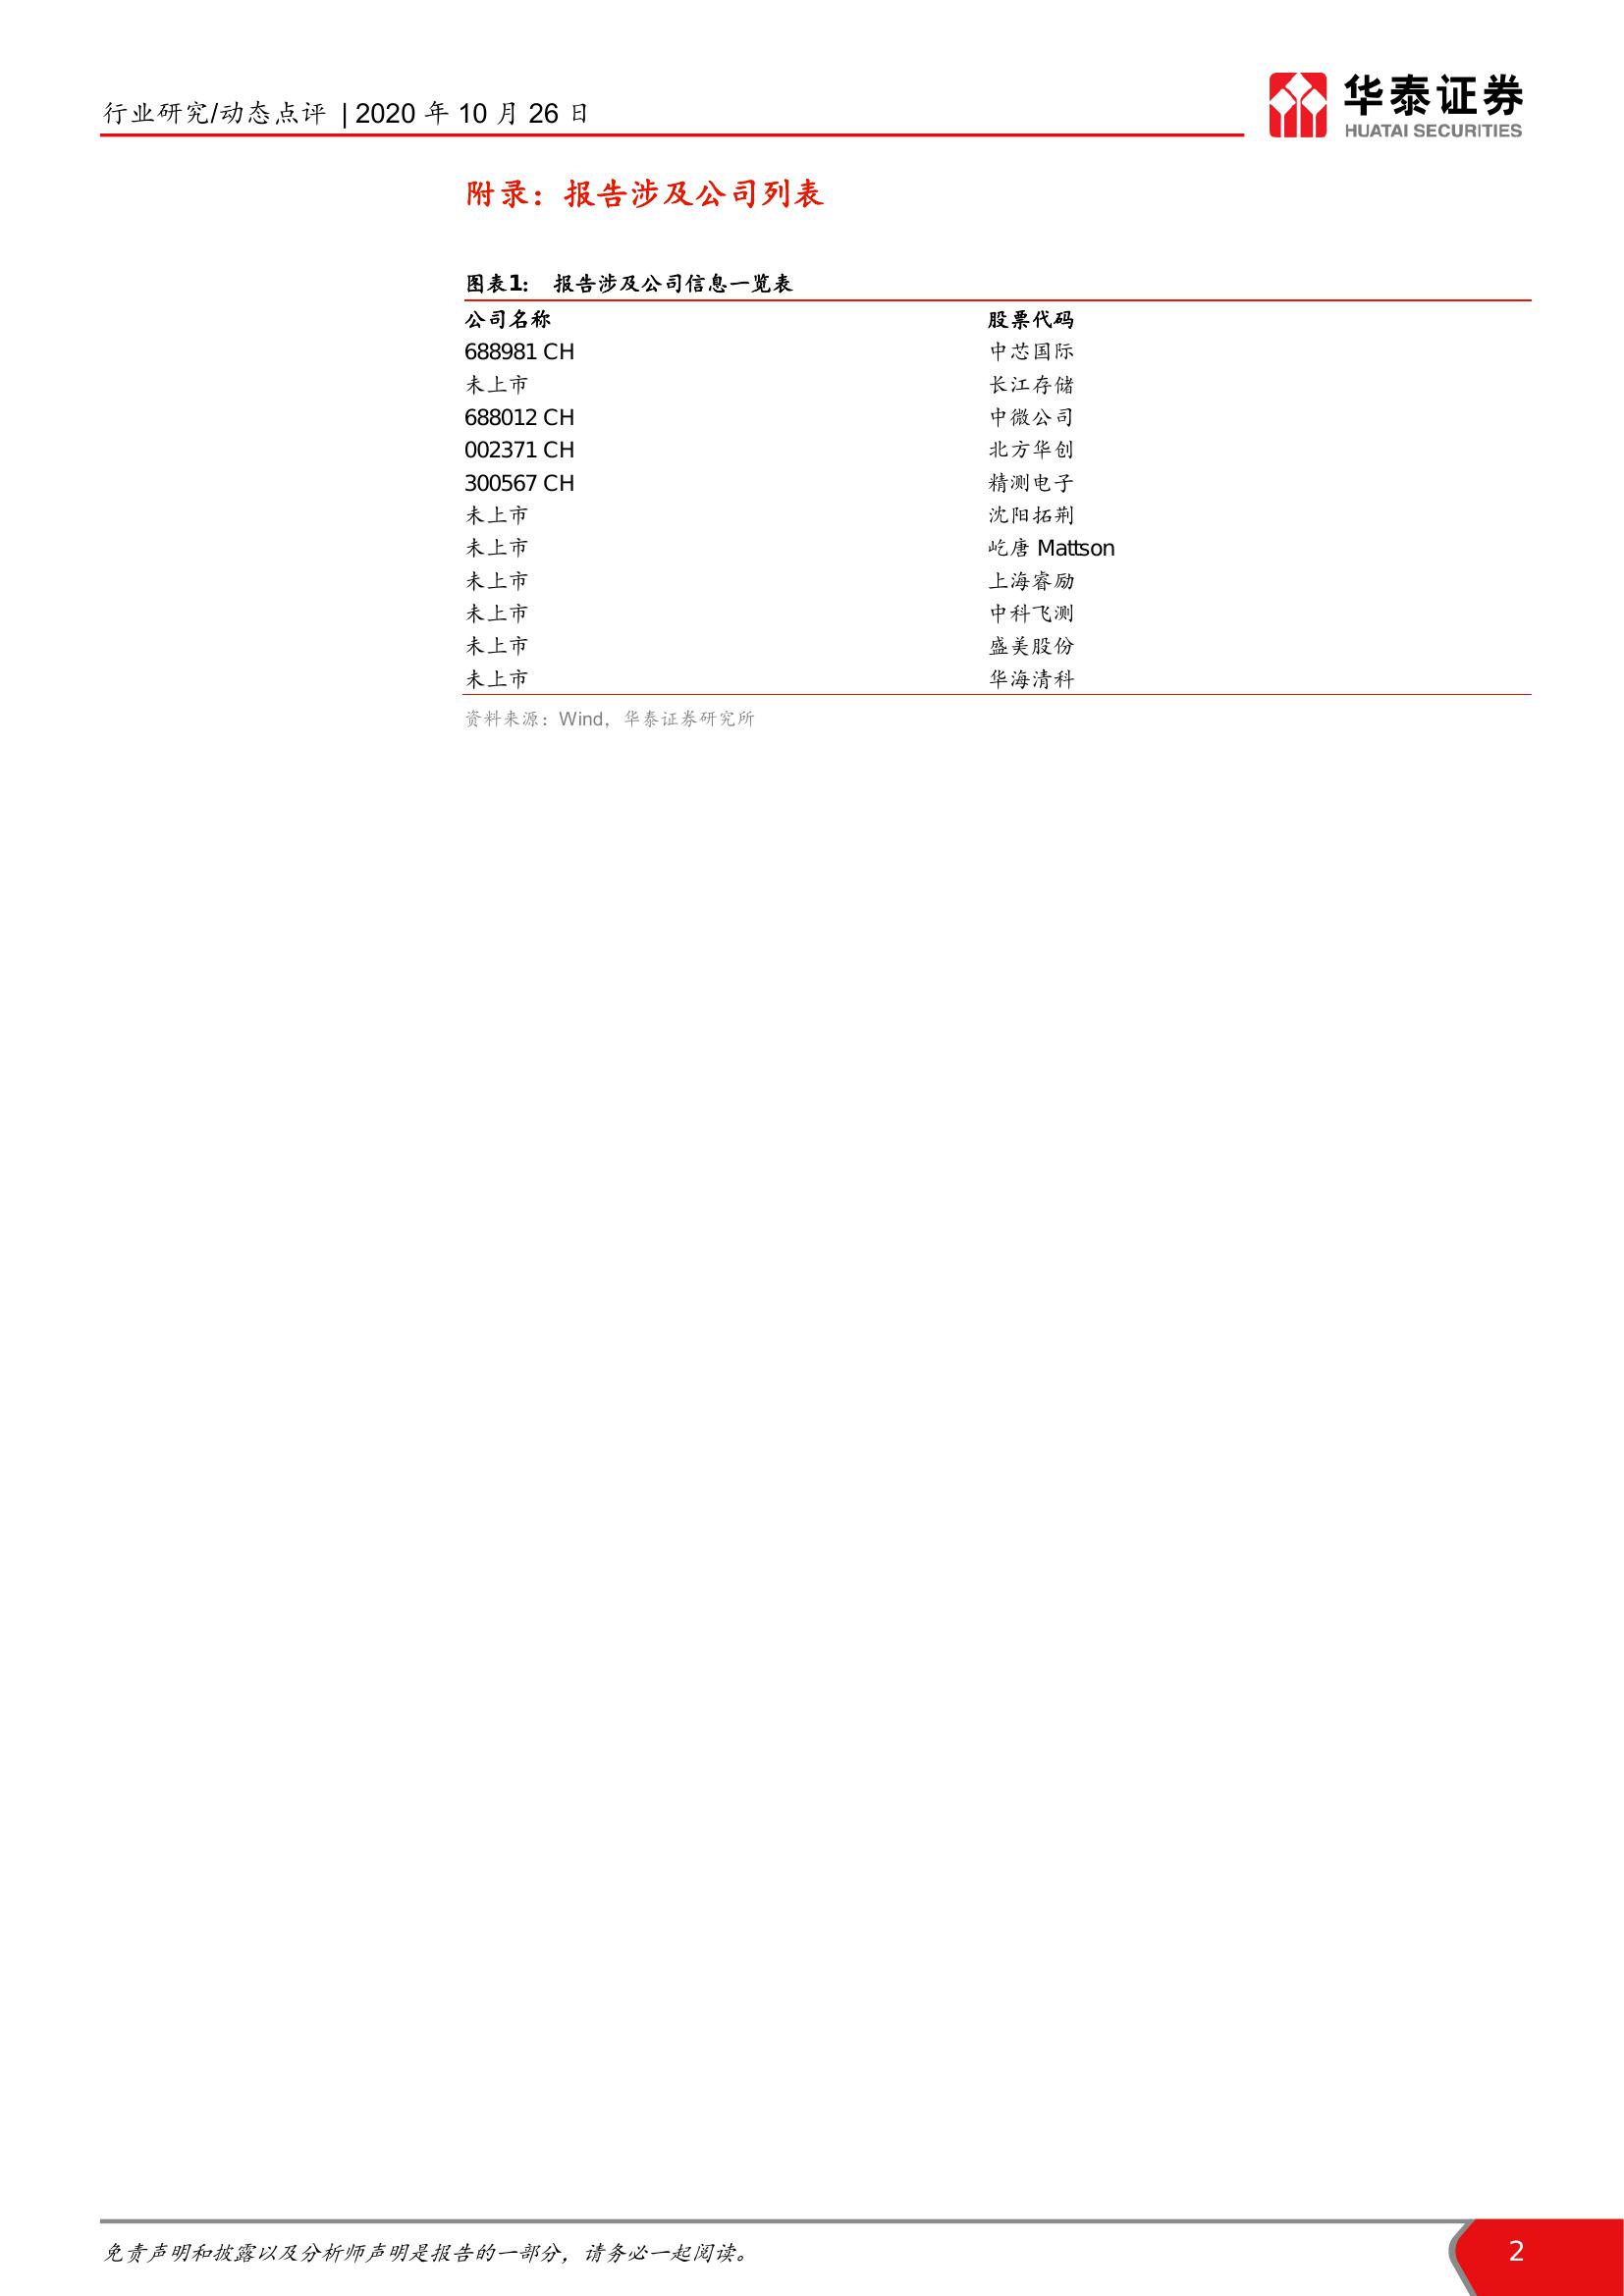 行业研究/动态点评 | 2020 年 10 月 26 日
华泰证券
HUATAI SECURITIES
附录：报告涉及公司列表
图表1： 报告涉及公司信息一览表
公司名称 股票代码
688981 CH 中芯国际
未上市 长江存储
688012 CH 中微公司
002371 CH 北方华创
300567 CH 精测电子
未上市 沈阳拓荆
未上市 屹唐 Mattson
未上市 上海睿励
未上市 中科飞测
未上市 盛美股份
未上市 华海清科
资料来源：Wind，华泰证券研究所
免责声明和披露以及分析师声明是报告的一部分，请务必一起阅读。
2